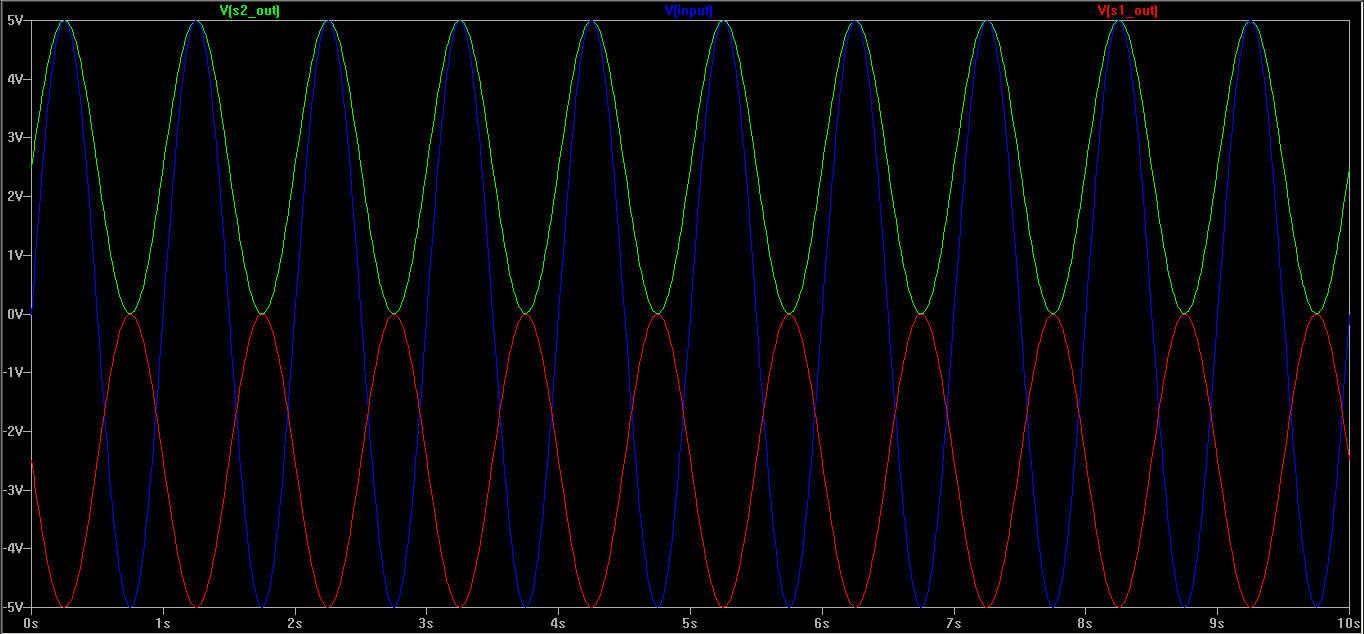 V(s2_out) V(input) V(s1_out)
5V
4V
3V
2V
1V
0V
-1V
-2V
-3V
-4V
-5V
0s 1s 2s 3s 4s 5s 6s 7s 8s 9s 10s